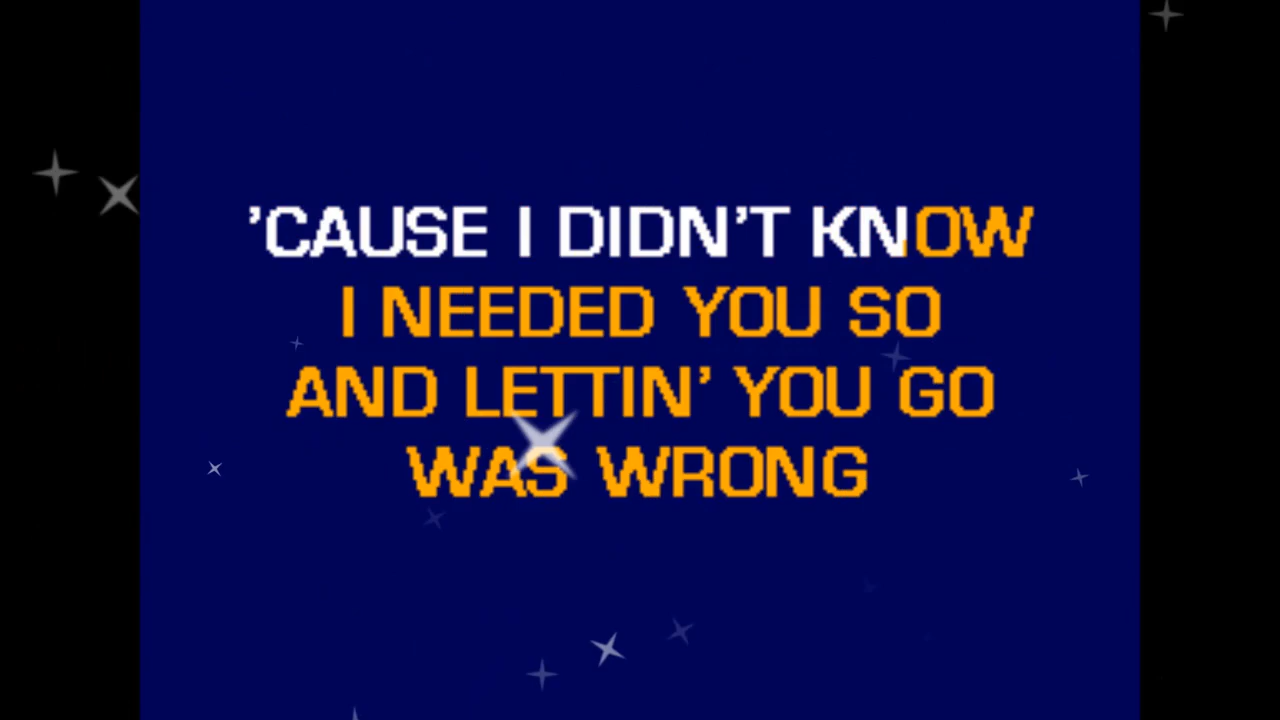 ’CAUSE I DIDN’T KNOW
I NEEDED YOU SO
AND LETTIN’ YOU GO
WAS WRONG